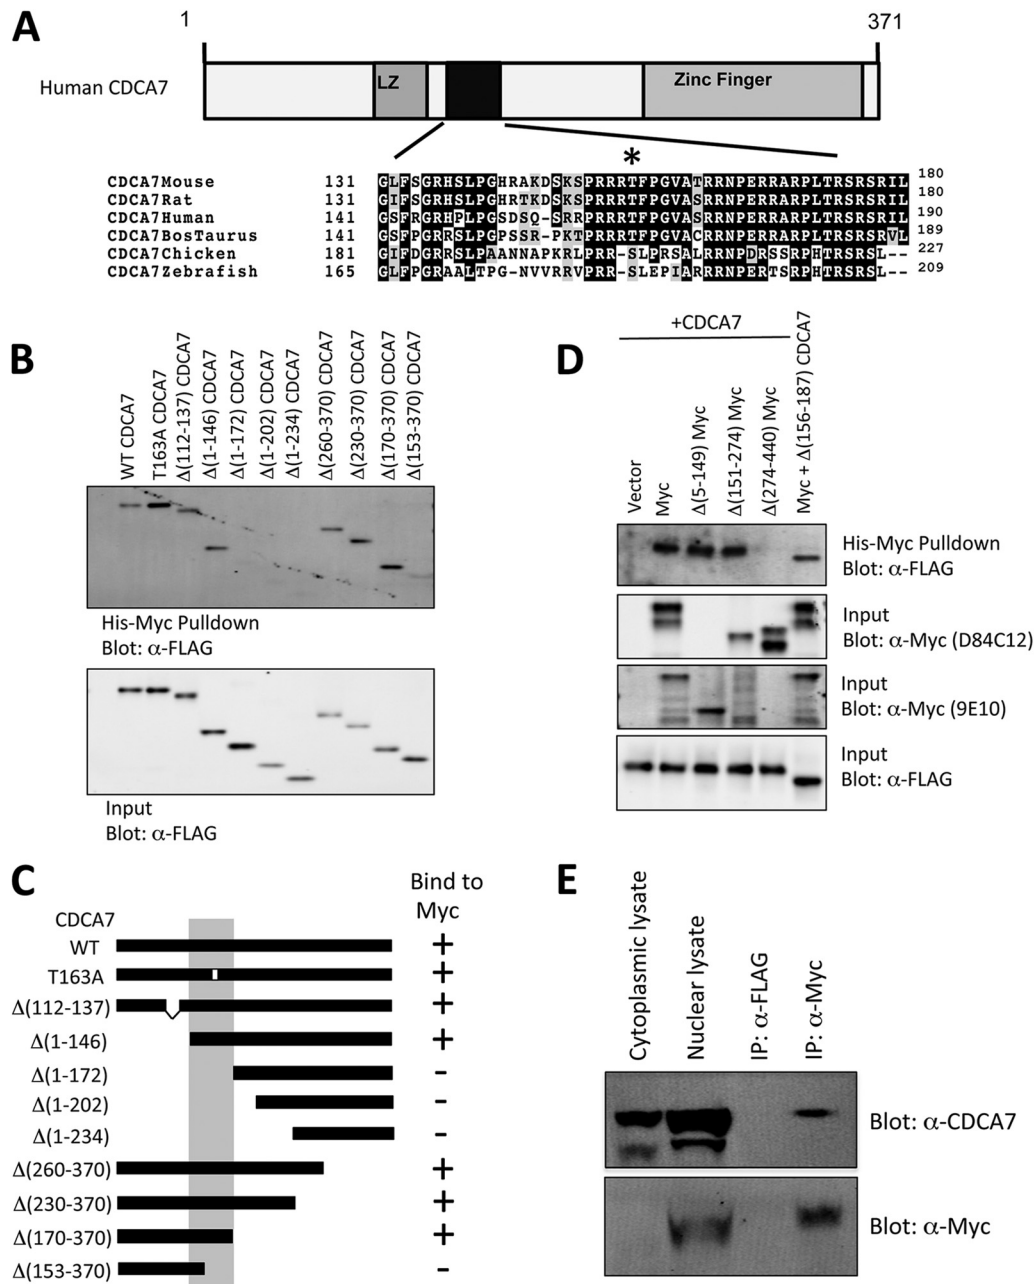 A
1
371
Human CDCA7
LZ
Zinc Finger
*
CDCA7Mouse 131 GLFSGRHSLPGHRAKDSKSPRRRTFPGVATRRNPERRARPLTRSRSRIL 180
CDCA7Rat 131 GIFSGRHSLPGHRTKDSKSPRRRTFPGVATRRNPERRARPLTRSRSRIL 180
CDCA7Human 141 GSFRGRHPLPGSDSQ-SRRPRRRTFPGVASRRNPERRARPLTRSRSRIL 190
CDCA7BosTaurus 141 GSFPGRRSLPGPSSR-PKTPRRRTFPGVACRRNPERRARPLTRSRSRVL 189
CDCA7Chicken 181 GIFDGRRSLPAANNAPKRLPRR-SLPRSALRRNPDRSSRPHTRSRSL-- 227
CDCA7Zebrafish 165 GLFPGRAALTPG-NVVRRVPRR-SLEPIARRRNPERTSRPHTRSRSL-- 209
B
WT CDCA7
T163A CDCA7
Δ(112-137) CDCA7
Δ(1-146) CDCA7
Δ(1-172) CDCA7
Δ(1-202) CDCA7
Δ(1-234) CDCA7
Δ(260-370) CDCA7
Δ(230-370) CDCA7
Δ(170-370) CDCA7
Δ(153-370) CDCA7
His-Myc Pulldown
Blot: α-FLAG
Input
Blot: α-FLAG
D
+CDCA7
Vector
Myc
Δ(5-149) Myc
Δ(151-274) Myc
Δ(274-440) Myc
Myc + Δ(156-187) CDCA7
His-Myc Pulldown
Blot: α-FLAG
Input
Blot: α-Myc (D84C12)
Input
Blot: α-Myc (9E10)
Input
Blot: α-FLAG
C
Bind to
Myc
CDCA7
WT +
T163A +
Δ(112-137) +
Δ(1-146) +
Δ(1-172) -
Δ(1-202) -
Δ(1-234) -
Δ(260-370) +
Δ(230-370) +
Δ(170-370) +
Δ(153-370) -
E
Cytoplasmic lysate
Nuclear lysate
IP: α-FLAG
IP: α-Myc
Blot: α-CDCA7
Blot: α-Myc